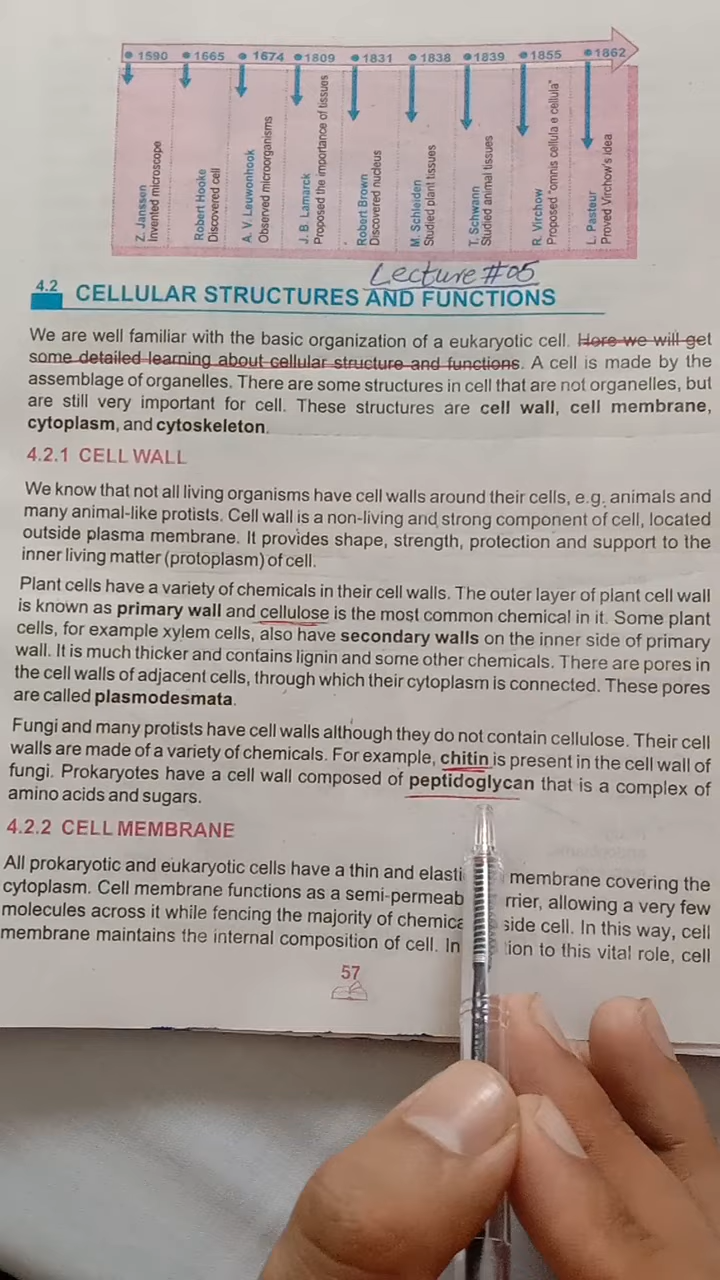 1590 1665 1674 1809 1831 1838 1839 1855 1862
Z. Janssen
Invented microscope
Robert Hooke
Discovered cell
A. V. Leuwonhook
Observed microorganisms
J. B. Lamarck
Proposed the importance of tissues
Robert Brown
Discovered nucleus
M. Schleiden
Studied plant tissues
T. Schwann
Studied animal tissues
R. Virchow
Proposed "omnis cellula e cellula"
L. Pasteur
Proved Virchow's idea
Lecture #05
4.2 CELLULAR STRUCTURES AND FUNCTIONS
We are well familiar with the basic organization of a eukaryotic cell. Here we will get
some detailed learning about cellular structure and functions. A cell is made by the
assemblage of organelles. There are some structures in cell that are not organelles, but
are still very important for cell. These structures are cell wall, cell membrane,
cytoplasm, and cytoskeleton.
4.2.1 CELL WALL
We know that not all living organisms have cell walls around their cells, e.g. animals and
many animal-like protists. Cell wall is a non-living and strong component of cell, located
outside plasma membrane. It provides shape, strength, protection and support to the
inner living matter (protoplasm) of cell.
Plant cells have a variety of chemicals in their cell walls. The outer layer of plant cell wall
is known as primary wall and cellulose is the most common chemical in it. Some plant
cells, for example xylem cells, also have secondary walls on the inner side of primary
wall. It is much thicker and contains lignin and some other chemicals. There are pores in
the cell walls of adjacent cells, through which their cytoplasm is connected. These pores
are called plasmodesmata.
Fungi and many protists have cell walls although they do not contain cellulose. Their cell
walls are made of a variety of chemicals. For example, chitin is present in the cell wall of
fungi. Prokaryotes have a cell wall composed of peptidoglycan that is a complex of
amino acids and sugars.
4.2.2 CELL MEMBRANE
All prokaryotic and eukaryotic cells have a thin and membrane covering the
cytoplasm. Cell membrane functions as a allowing a very few
molecules across it while fencing the majority of cell. In this way, cell
membrane maintains the internal composition of cell. to this vital role, cell
57